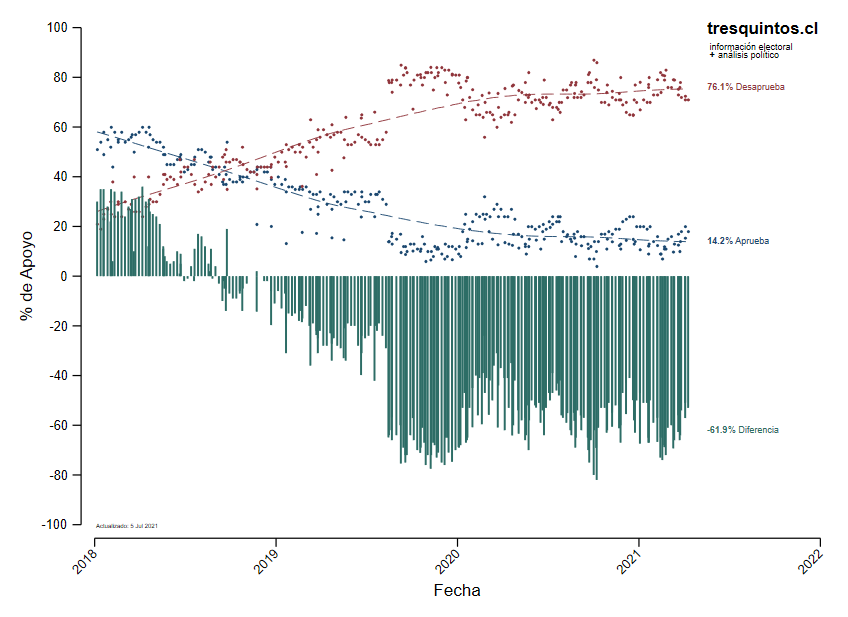 tresquintos.cl
información electoral
+ análisis político
100
80
60
40
20
0
-20
-40
-60
-80
-100
% de Apoyo
76.1% Desaprueba
14.2% Aprueba
-61.9% Diferencia
Actualizado: 5 Jul 2021
2018
2019
2020
2021
2022
Fecha